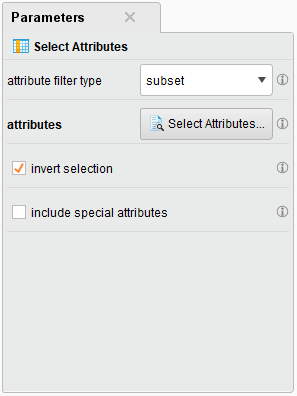 Parameters
Select Attributes
attribute filter type subset
attributes Select Attributes...
invert selection
include special attributes